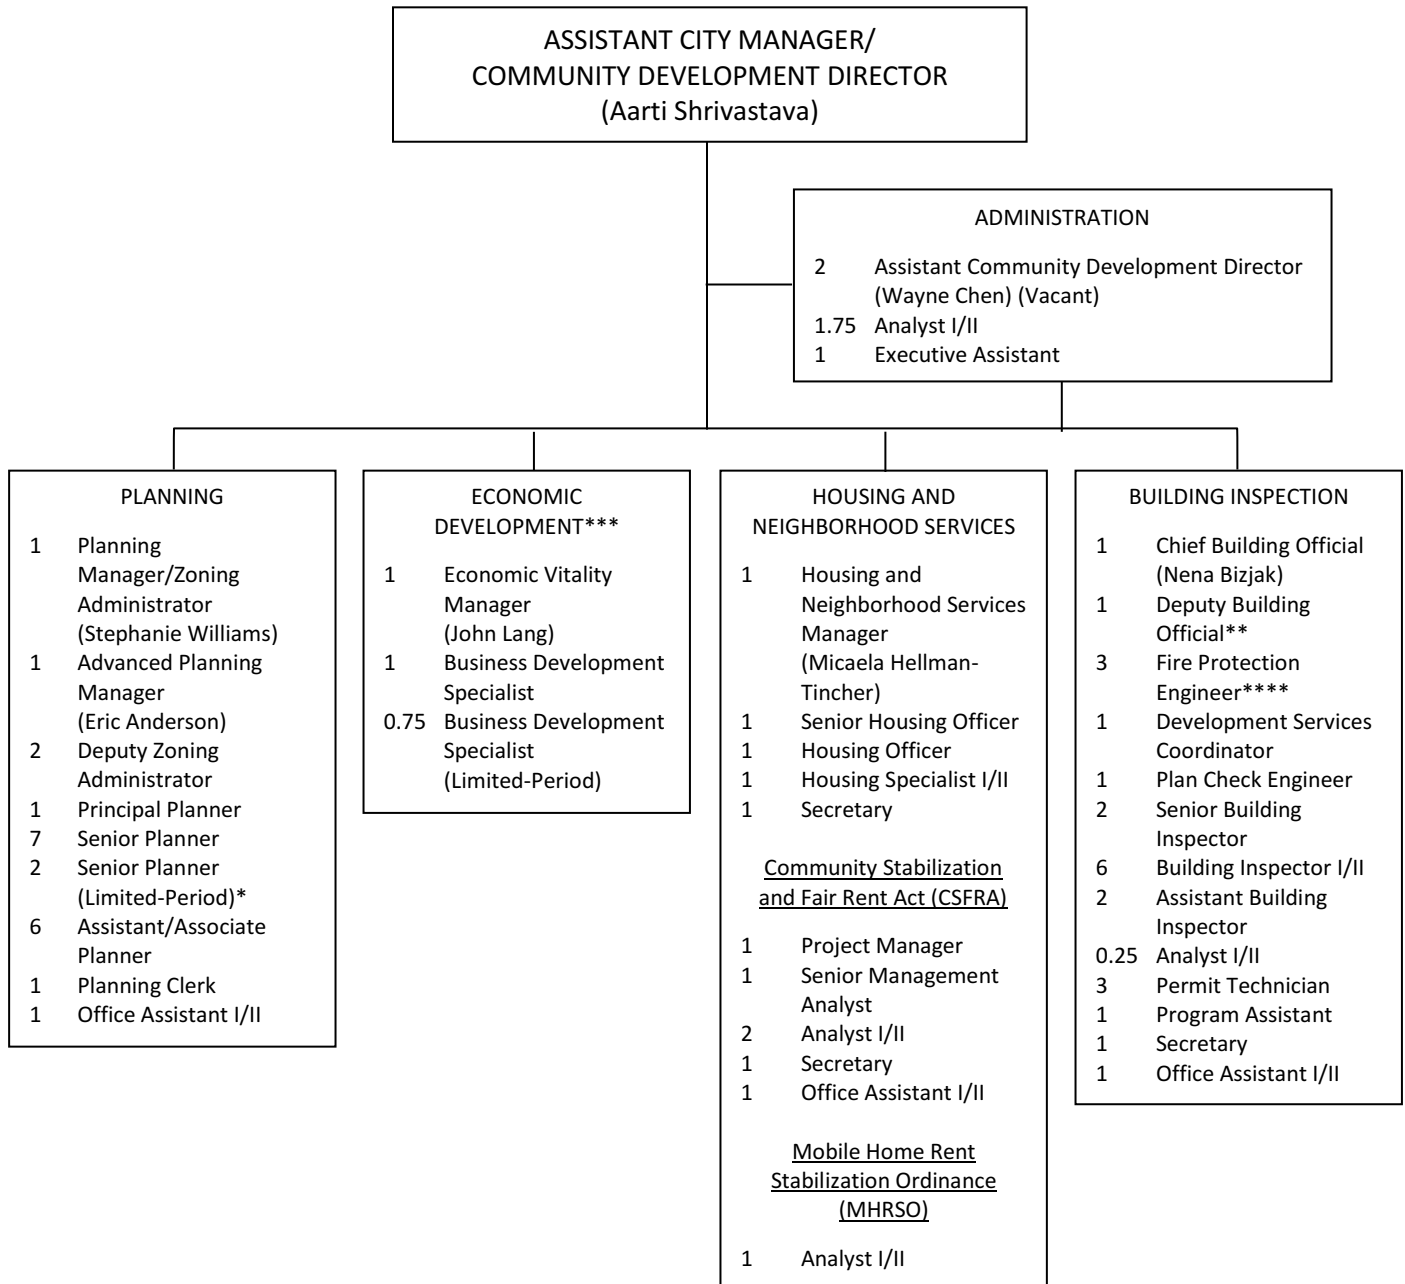 ASSISTANT CITY MANAGER/
COMMUNITY DEVELOPMENT DIRECTOR
(Aarti Shrivastava)
ADMINISTRATION
2 Assistant Community Development Director
(Wayne Chen) (Vacant)
1.75 Analyst I/II
1 Executive Assistant
PLANNING
1 Planning
Manager/Zoning
Administrator
(Stephanie Williams)
1 Advanced Planning
Manager
(Eric Anderson)
2 Deputy Zoning
Administrator
1 Principal Planner
7 Senior Planner
2 Senior Planner
(Limited-Period)*
6 Assistant/Associate
Planner
1 Planning Clerk
1 Office Assistant I/II
ECONOMIC
DEVELOPMENT***
1 Economic Vitality
Manager
(John Lang)
1 Business Development
Specialist
0.75 Business Development
Specialist
(Limited-Period)
HOUSING AND
NEIGHBORHOOD SERVICES
1 Housing and
Neighborhood Services
Manager
(Micaela Hellman-
Tincher)
1 Senior Housing Officer
1 Housing Officer
1 Housing Specialist I/II
1 Secretary
Community Stabilization
and Fair Rent Act (CSFRA)
1 Project Manager
1 Senior Management
Analyst
2 Analyst I/II
1 Secretary
1 Office Assistant I/II
Mobile Home Rent
Stabilization Ordinance
(MHRSO)
1 Analyst I/II
BUILDING INSPECTION
1 Chief Building Official
(Nena Bizjak)
1 Deputy Building
Official**
3 Fire Protection
Engineer****
1 Development Services
Coordinator
1 Plan Check Engineer
2 Senior Building
Inspector
6 Building Inspector I/II
2 Assistant Building
Inspector
0.25 Analyst I/II
3 Permit Technician
1 Program Assistant
1 Secretary
1 Office Assistant I/II